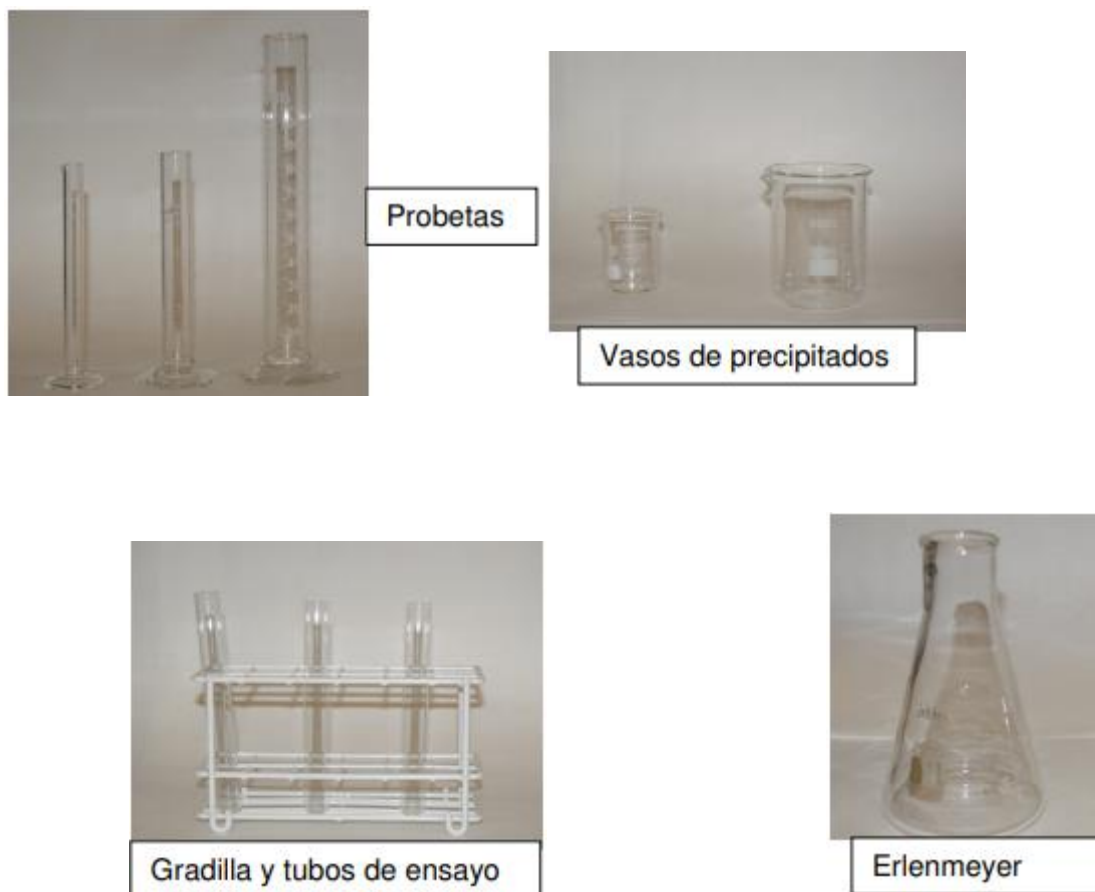 Probetas
Vasos de precipitados
Gradilla y tubos de ensayo
Erlenmeyer